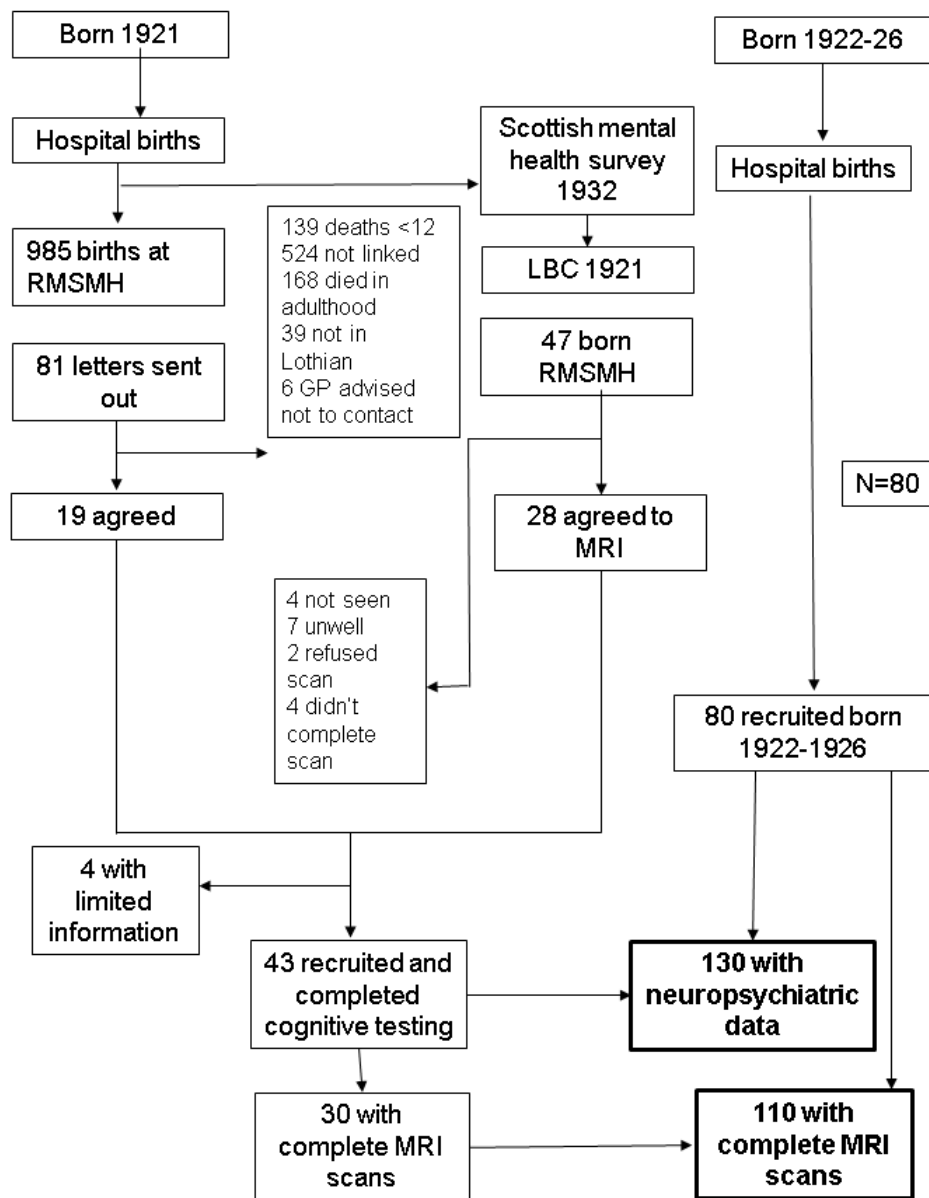 Born 1921
Hospital births
985 births at
RMSMH
81 letters sent
out
19 agreed
139 deaths <12
524 not linked
168 died in
adulthood
39 not in
Lothian
6 GP advised
not to contact
Scottish mental
health survey
1932
LBC 1921
47 born
RMSMH
28 agreed to
MRI
4 not seen
7 unwell
2 refused
scan
4 didn't
complete
scan
Born 1922-26
Hospital births
N=80
80 recruited born
1922-1926
4 with
limited
information
43 recruited and
completed
cognitive testing
130 with
neuropsychiatric
data
30 with
complete MRI
scans
110 with
complete MRI
scans